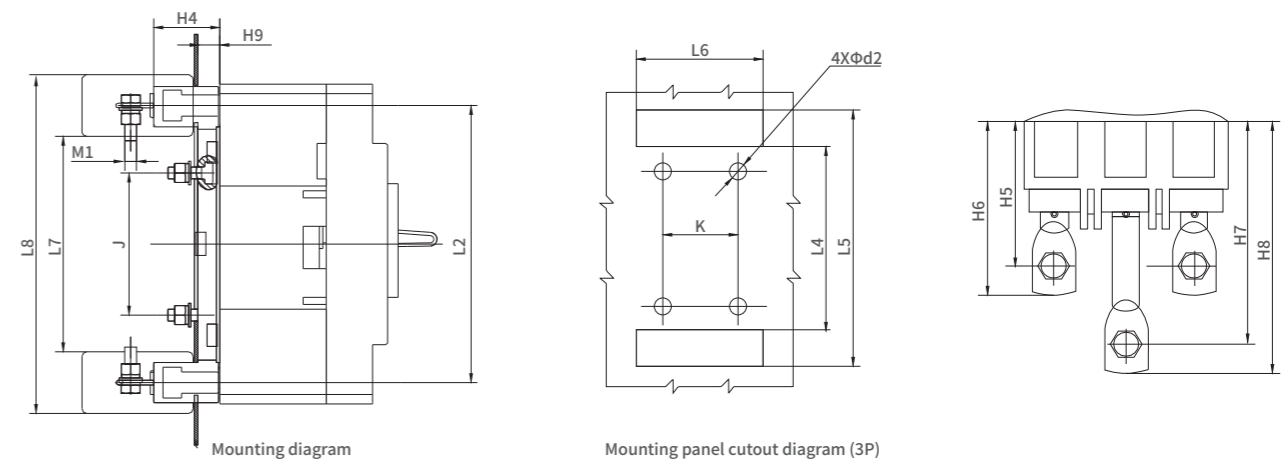 H4
H9
M1
L8
L7
J
L2
Mounting diagram
L6
4XΦd2
K
L4
L5
Mounting panel cutout diagram (3P)
H6
H5
H7
H8